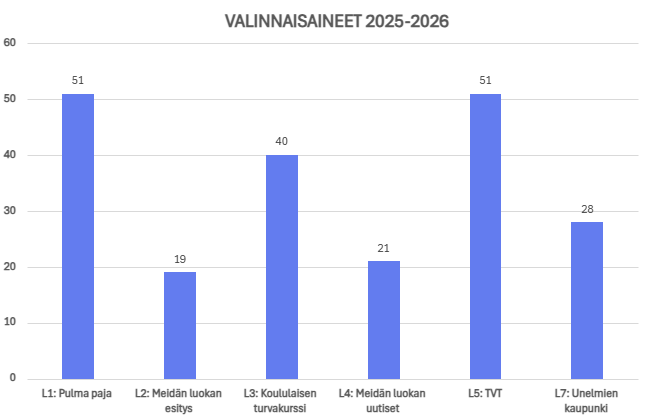 VALINNAISAINEET 2025-2026
60
50
40
30
20
10
0
51
19
40
21
51
28
L1: Pulma paja
L2: Meidän luokan
esitys
L3: Koululaisen
turvakurssi
L4: Meidän luokan
uutiset
L5: TVT
L7: Unelmien
kaupunki